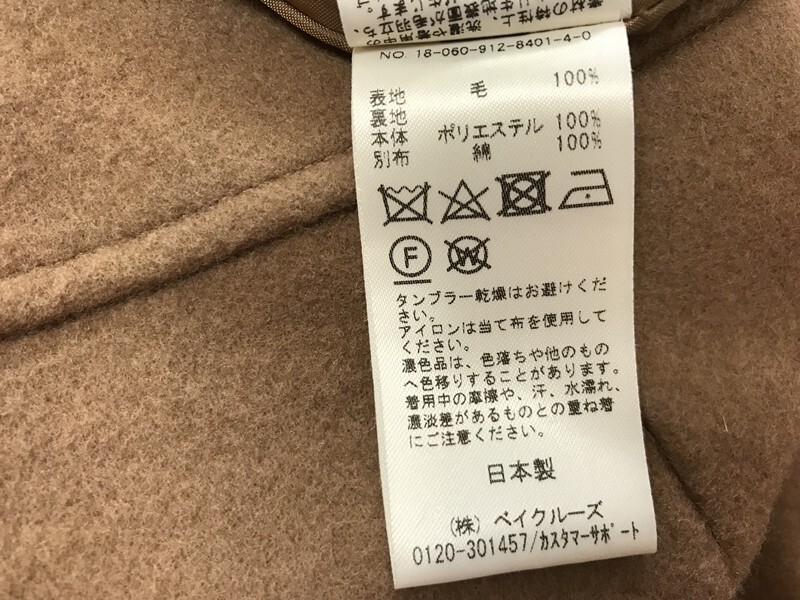 NO. 18-060-912-8401-4-0
表地 毛 100%
裏地
本体 ポリエステル 100%
別布 綿 100%
F
W
タンブラー乾燥はお避けくだ
さい。
アイロンは当て布を使用して
ください。
濃色品は、色落ちや他のもの
へ色移りすることがあります。
着用中の摩擦や、汗、水濡れ、
濃淡差があるものとの重ね着
にご注意ください。
日本製
(株) ベイクルーズ
0120-301457/カスタマーサポート